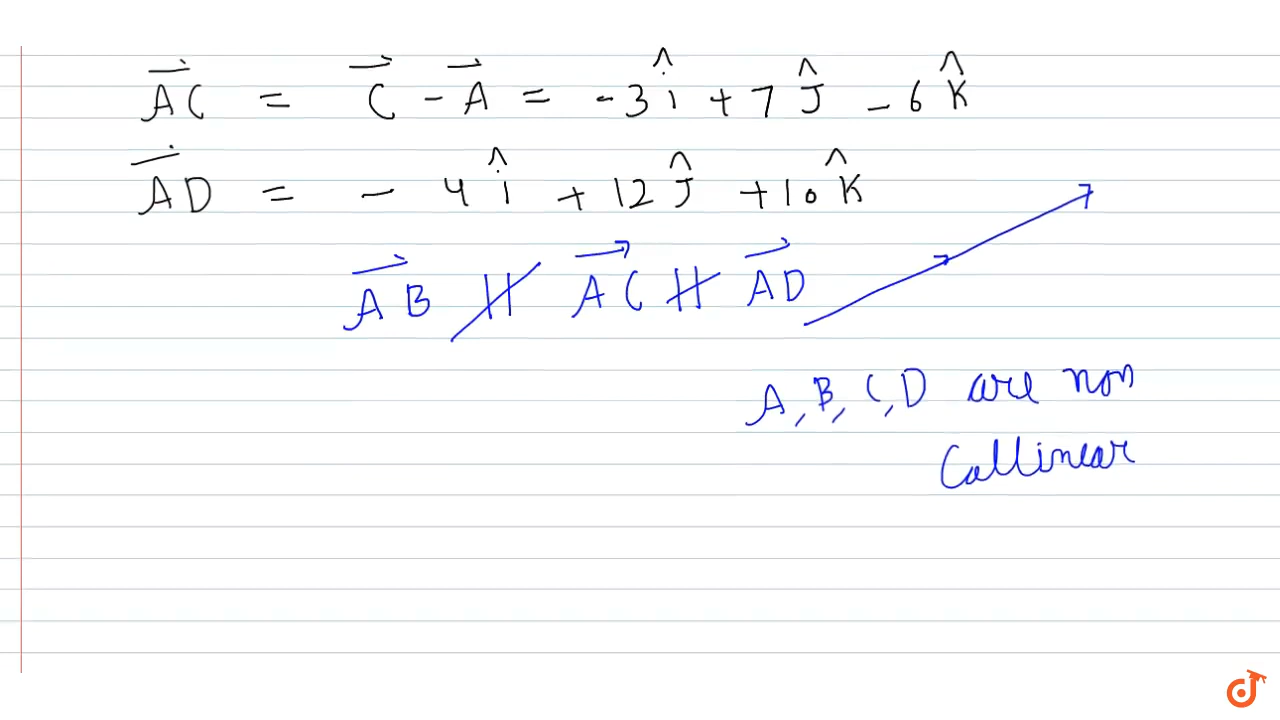 →AC = →C - →A = -3î + 7Ĵ - 6K̂
→AD = - 4î + 12Ĵ + 10K̂
→AB ∦ →AC ∦ →AD
A, B, C, D are non
Collinear